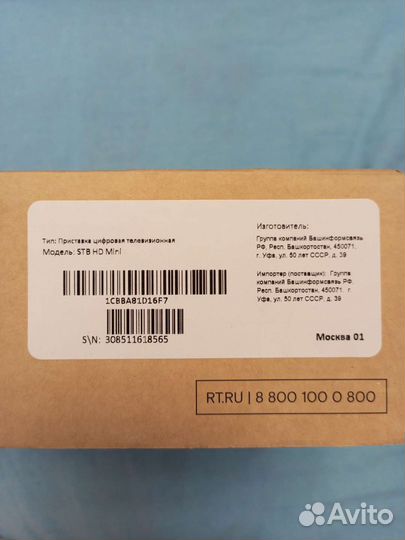 Тип: Приставка цифровая телевизионная
Модель: STB HD Mini
1CBBA81D16F7
S\N: 308511618565
Изготовитель:
Группа компаний Башинформсвязь
РФ, Респ. Башкортостан, 450071,
г. Уфа, ул. 50 лет СССР, д. 39
Импортер (поставщик): Группа
компаний Башинформсвязь РФ,
Респ. Башкортостан, 450071, г.
Уфа, ул. 50 лет СССР, д. 39
Москва 01
RT.RU | 8 800 100 0 800
Avito